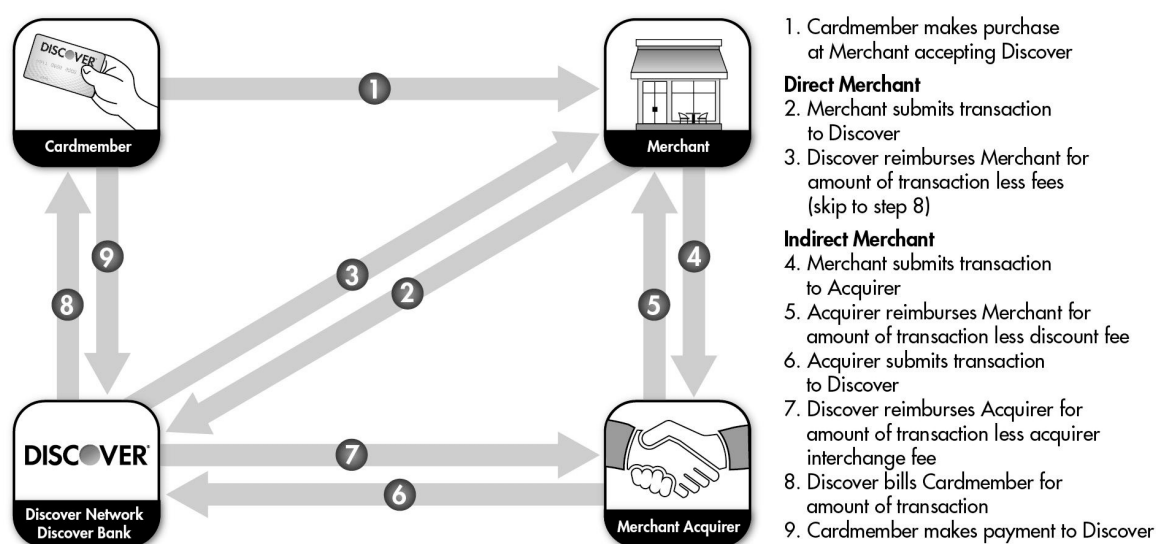 DISCOVER
Cardmember
1
Merchant
9
8
3
2
4
5
DISCOVER
Discover Network
Discover Bank
7
6
Merchant Acquirer
1. Cardmember makes purchase
at Merchant accepting Discover
Direct Merchant
2. Merchant submits transaction
to Discover
3. Discover reimburses Merchant for
amount of transaction less fees
(skip to step 8)
Indirect Merchant
4. Merchant submits transaction
to Acquirer
5. Acquirer reimburses Merchant for
amount of transaction less discount fee
6. Acquirer submits transaction
to Discover
7. Discover reimburses Acquirer for
amount of transaction less acquirer
interchange fee
8. Discover bills Cardmember for
amount of transaction
9. Cardmember makes payment to Discover